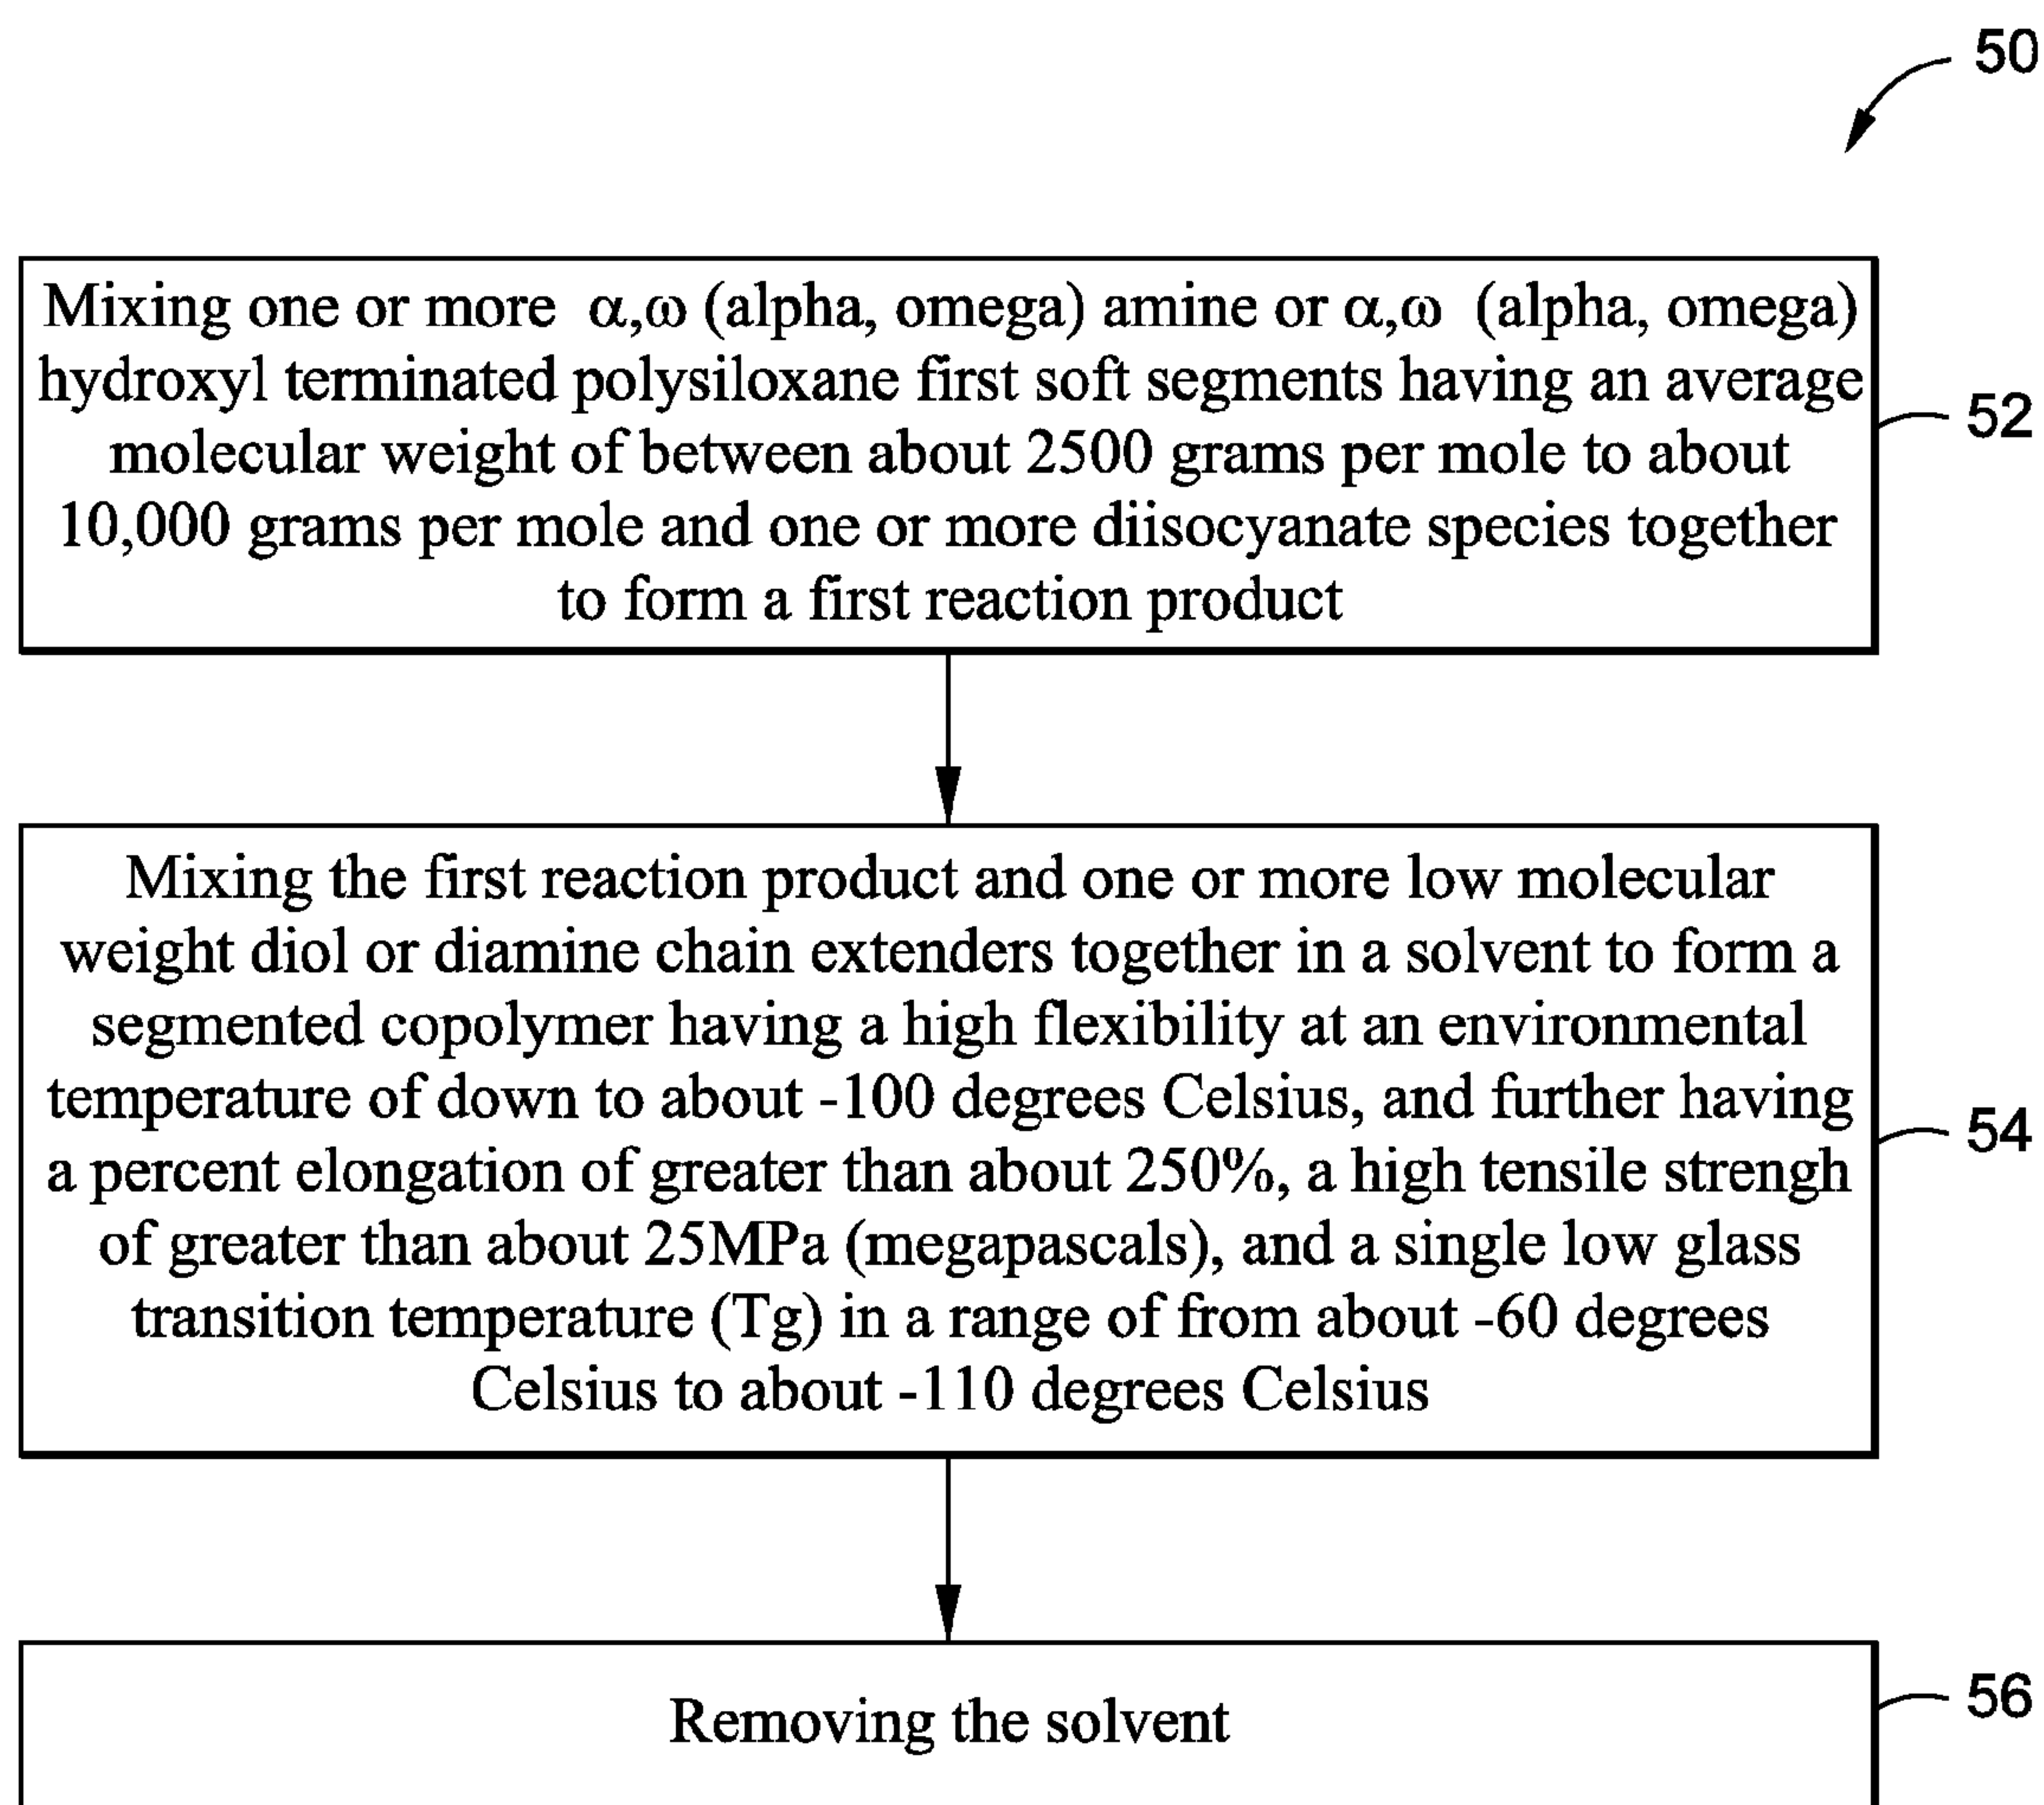 50
Mixing one or more α,ω (alpha, omega) amine or α,ω (alpha, omega)
hydroxyl terminated polysiloxane first soft segments having an average
molecular weight of between about 2500 grams per mole to about
10,000 grams per mole and one or more diisocyanate species together
to form a first reaction product
52
Mixing the first reaction product and one or more low molecular
weight diol or diamine chain extenders together in a solvent to form a
segmented copolymer having a high flexibility at an environmental
temperature of down to about -100 degrees Celsius, and further having
a percent elongation of greater than about 250%, a high tensile strengh
of greater than about 25MPa (megapascals), and a single low glass
transition temperature (Tg) in a range of from about -60 degrees
Celsius to about -110 degrees Celsius
54
Removing the solvent
56